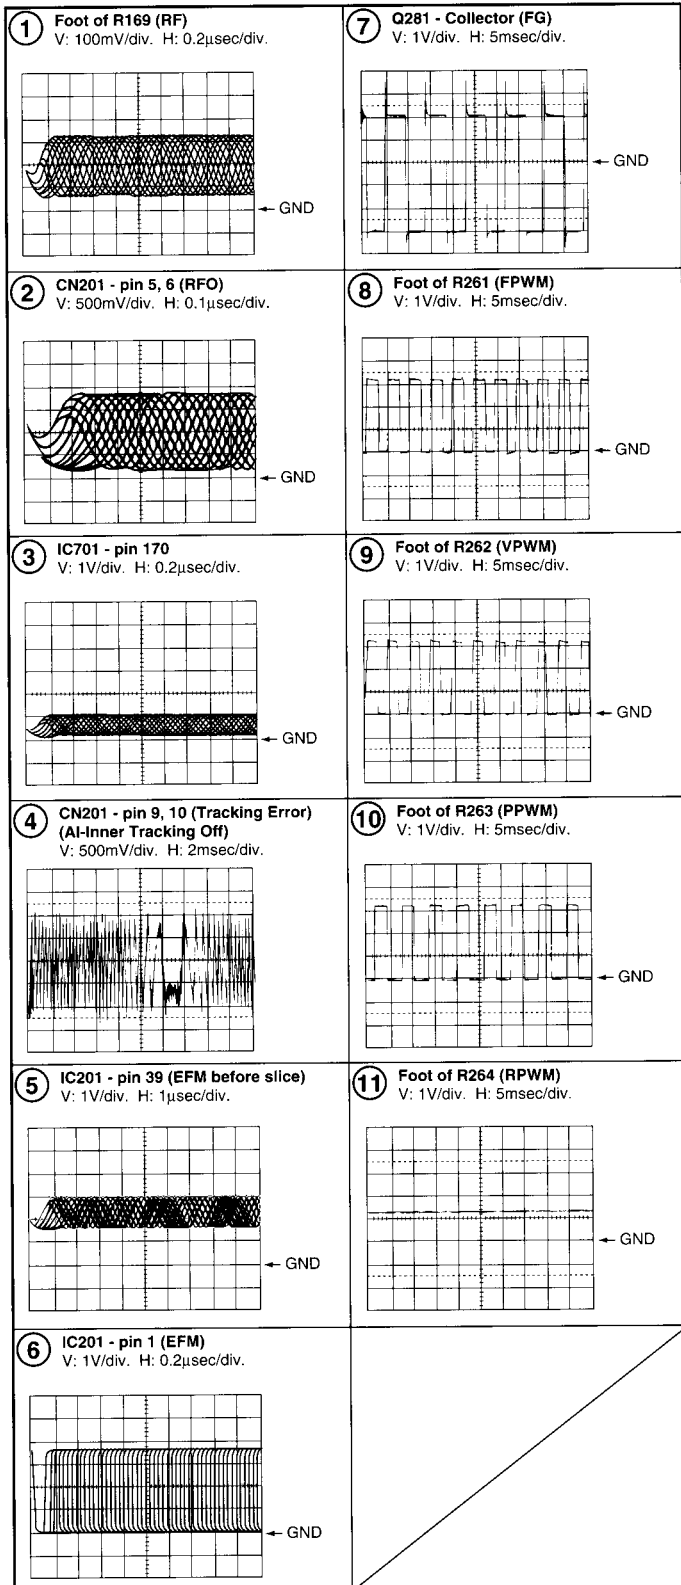 1
Foot of R169 (RF)
V: 100mV/div. H: 0.2µsec/div.
GND
2
CN201 - pin 5, 6 (RFO)
V: 500mV/div. H: 0.1µsec/div.
GND
3
IC701 - pin 170
V: 1V/div. H: 0.2µsec/div.
GND
4
CN201 - pin 9, 10 (Tracking Error)
(AI-Inner Tracking Off)
V: 500mV/div. H: 2msec/div.
5
IC201 - pin 39 (EFM before slice)
V: 1V/div. H: 1µsec/div.
GND
6
IC201 - pin 1 (EFM)
V: 1V/div. H: 0.2µsec/div.
GND
7
Q281 - Collector (FG)
V: 1V/div. H: 5msec/div.
GND
8
Foot of R261 (FPWM)
V: 1V/div. H: 5msec/div.
GND
9
Foot of R262 (VPWM)
V: 1V/div. H: 5msec/div.
GND
10
Foot of R263 (PPWM)
V: 1V/div. H: 5msec/div.
GND
11
Foot of R264 (RPWM)
V: 1V/div. H: 5msec/div.
GND